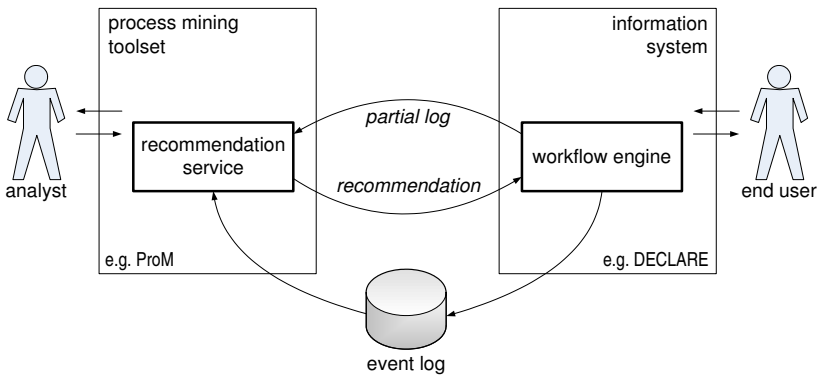 process mining
toolset
information
system
partial log
recommendation
service
workflow engine
recommendation
analyst
end user
e.g. ProM
e.g. DECLARE
event log